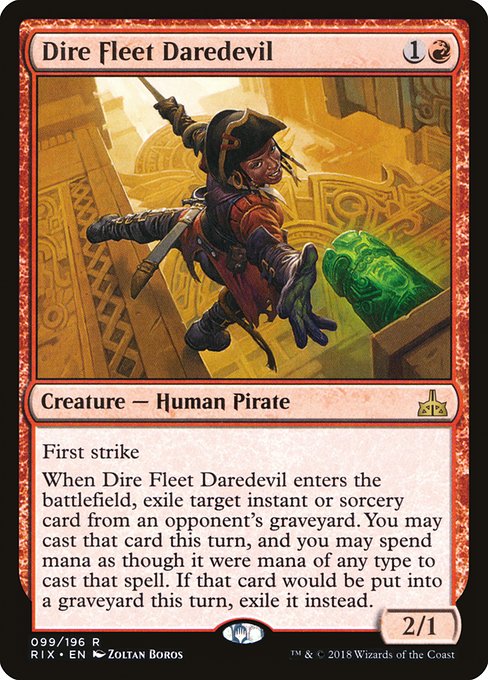 Dire Fleet Daredevil 1
Creature — Human Pirate
First strike
When Dire Fleet Daredevil enters the
battlefield, exile target instant or sorcery
card from an opponent's graveyard. You may
cast that card this turn, and you may spend
mana as though it were mana of any type to
cast that spell. If that card would be put into
a graveyard this turn, exile it instead.
2/1
099/196 R
RIX • EN Zoltan Boros
™ & © 2018 Wizards of the Coast